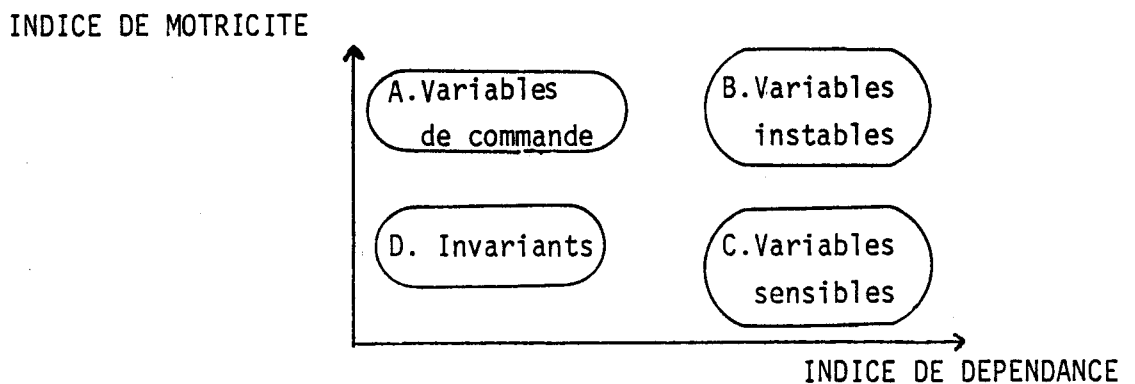 INDICE DE MOTRICITE
A.Variables
de commande
B.Variables
instables
D. Invariants
C.Variables
sensibles
INDICE DE DEPENDANCE